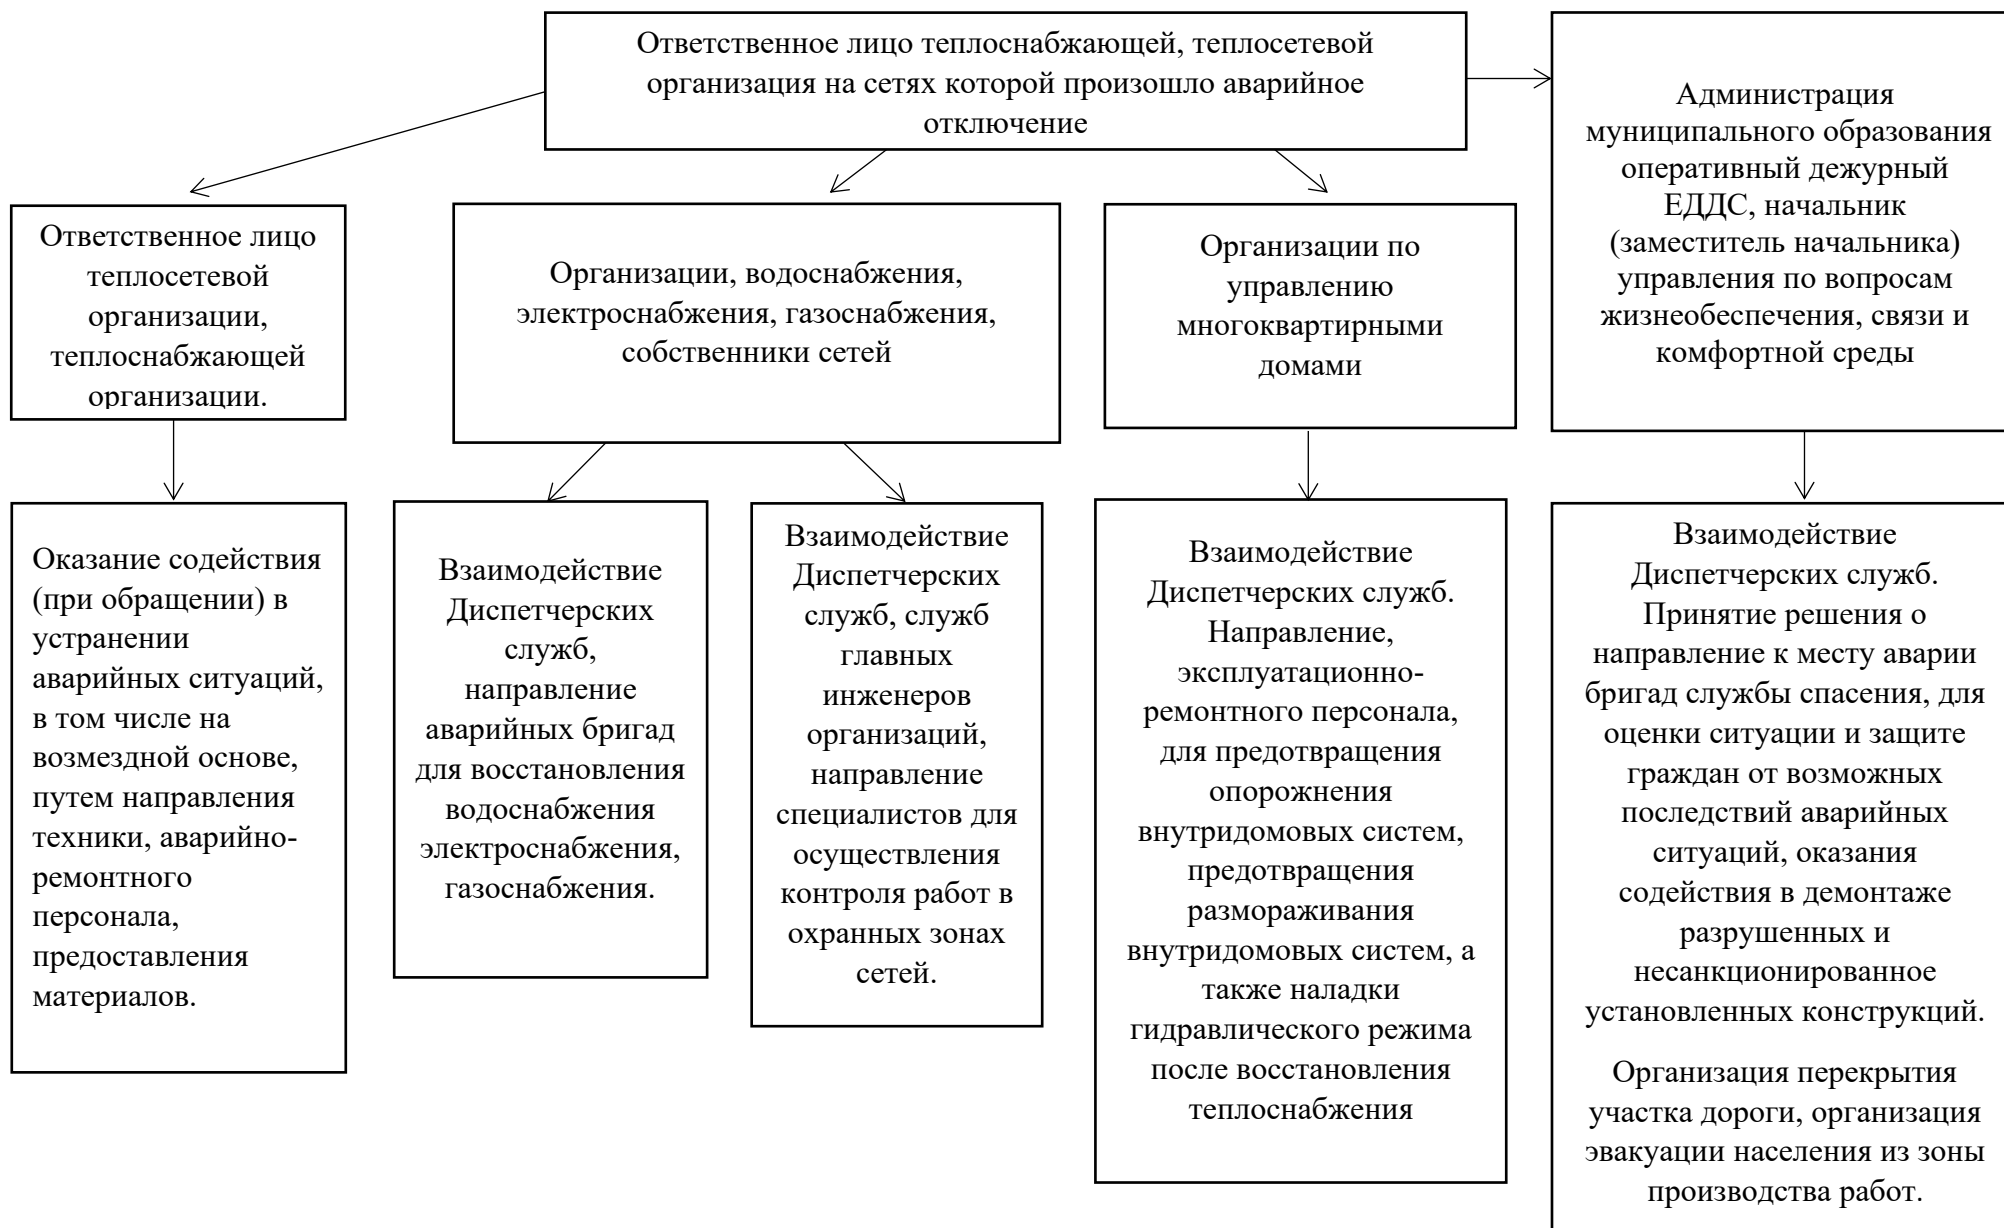 Ответственное лицо теплоснабжающей, теплосетевой
организация на сетях которой произошло аварийное
отключение
Администрация
муниципального образования
оперативный дежурный
ЕДДС, начальник
(заместитель начальника)
управления по вопросам
жизнеобеспечения, связи и
комфортной среды
Ответственное лицо
теплосетевой
организации,
теплоснабжающей
организации.
Организации, водоснабжения,
электроснабжения, газоснабжения,
собственники сетей
Организации по
управлению
многоквартирными
домами
Оказание содействия
(при обращении) в
устранении
аварийных ситуаций,
в том числе на
возмездной основе,
путем направления
техники, аварийно-
ремонтного
персонала,
предоставления
материалов.
Взаимодействие
Диспетчерских
служб,
направление
аварийных бригад
для восстановления
водоснабжения
электроснабжения,
газоснабжения.
Взаимодействие
Диспетчерских
служб, служб
главных
инженеров
организаций,
направление
специалистов для
осуществления
контроля работ в
охранных зонах
сетей.
Взаимодействие
Диспетчерских служб.
Направление,
эксплуатационно-
ремонтного персонала,
для предотвращения
опорожнения
внутридомовых систем,
предотвращения
размораживания
внутридомовых систем, а
также наладки
гидравлического режима
после восстановления
теплоснабжения
Взаимодействие
Диспетчерских служб.
Принятие решения о
направление к месту аварии
бригад службы спасения, для
оценки ситуации и защите
граждан от возможных
последствий аварийных
ситуаций, оказания
содействия в демонтаже
разрушенных и
несанкционированное
установленных конструкций.
Организация перекрытия
участка дороги, организация
эвакуации населения из зоны
производства работ.